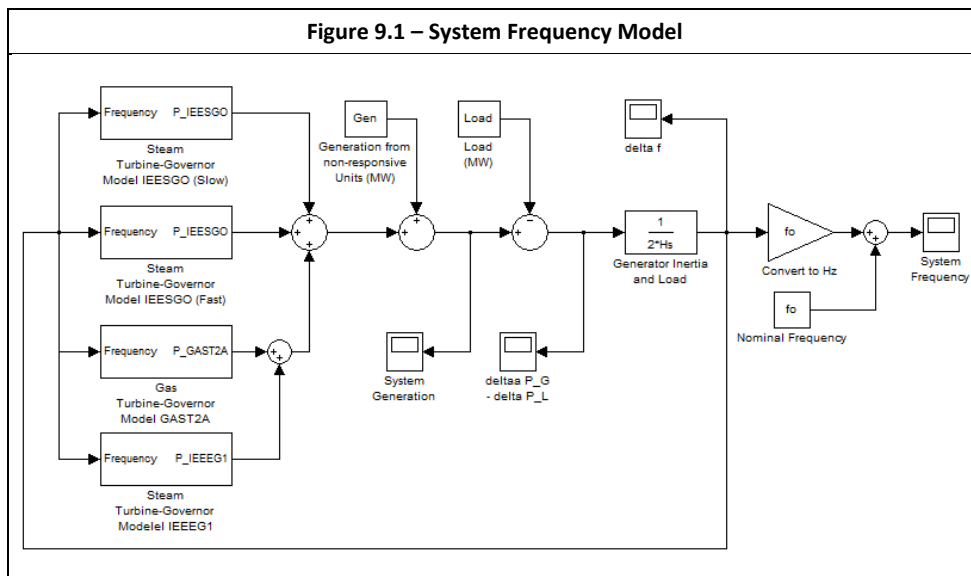 Figure 9.1 – System Frequency Model
Frequency P_IEESGO
Steam
Turbine-Governor
Model IEESGO (Slow)
Frequency P_IEESGO
Steam
Turbine-Governor
Model IEESGO (Fast)
Frequency P_GAST2A
Gas
Turbine-Governor
Model GAST2A
Frequency P_IEEEG1
Steam
Turbine-Governor
Modelel IEEEG1
+
+
+
+
+
Gen
Generation from
non-responsive
Units (MW)
+
+
System
Generation
Load
Load
(MW)
−
+
deltaa P_G
- delta P_L
1
2*Hs
Generator Inertia
and Load
delta f
fo
Convert to Hz
fo
Nominal Frequency
+
+
System
Frequency